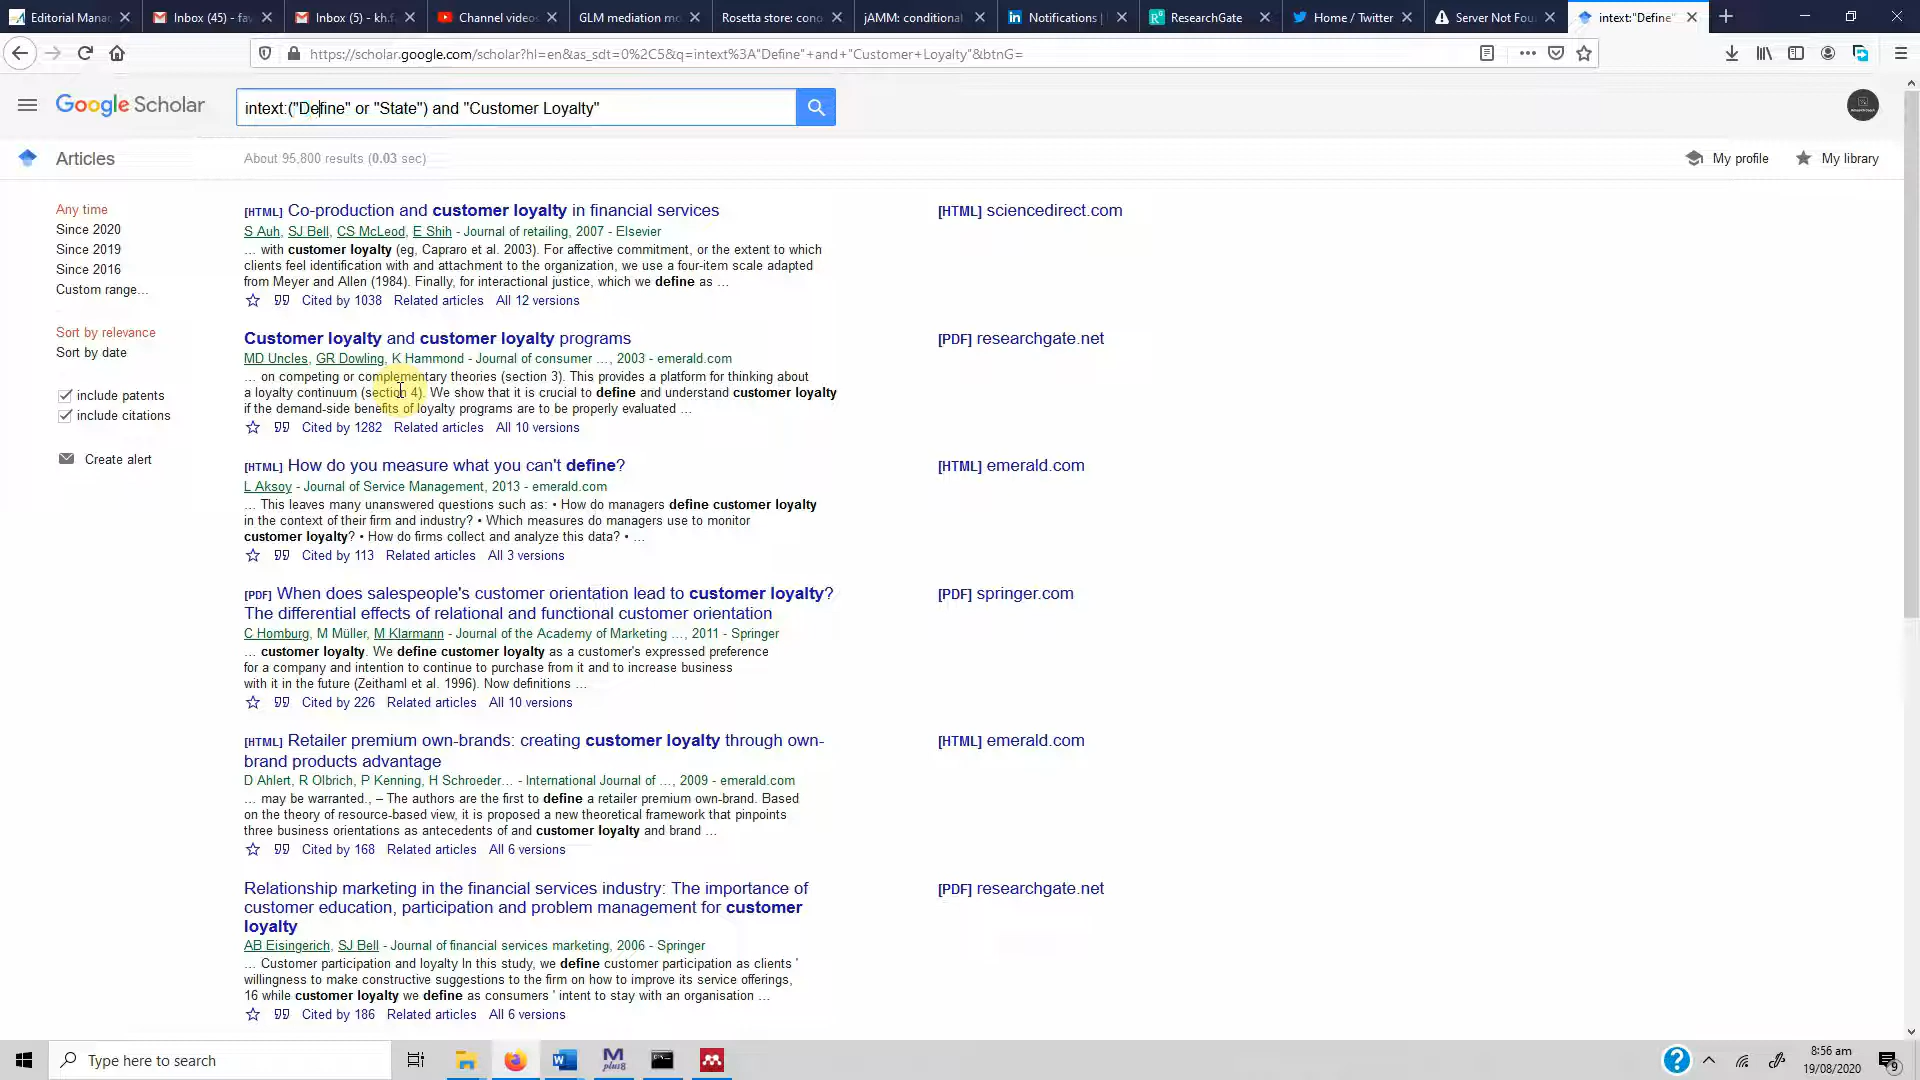 Editorial Manag
Inbox (45) - fav
Inbox (5) - kh.f
Channel videos
GLM mediation mo
Rosetta store: cond
jAMM: conditional
Notifications |
ResearchGate
Home / Twitter
Server Not Fou
intext:"Define"
https://scholar.google.com/scholar?hl=en&as_sdt=0%2C5&q=intext%3A"Define"+and+"Customer+Loyalty"&btnG=
Google Scholar
intext:("Define" or "State") and "Customer Loyalty"
Articles
About 95,800 results (0.03 sec)
My profile
My library
Any time
Since 2020
Since 2019
Since 2016
Custom range...
Sort by relevance
Sort by date
include patents
include citations
Create alert
[HTML] Co-production and customer loyalty in financial services
[HTML] sciencedirect.com
S Auh, SJ Bell, CS McLeod, E Shih - Journal of retailing, 2007 - Elsevier
... with customer loyalty (eg, Capraro et al. 2003). For affective commitment, or the extent to which
clients feel identification with and attachment to the organization, we use a four-item scale adapted
from Meyer and Allen (1984). Finally, for interactional justice, which we define as ...
Cited by 1038 Related articles All 12 versions
Customer loyalty and customer loyalty programs
[PDF] researchgate.net
MD Uncles, GR Dowling, K Hammond - Journal of consumer ..., 2003 - emerald.com
... on competing or complementary theories (section 3). This provides a platform for thinking about
a loyalty continuum (section 4). We show that it is crucial to define and understand customer loyalty
if the demand-side benefits of loyalty programs are to be properly evaluated ...
Cited by 1282 Related articles All 10 versions
[HTML] How do you measure what you can't define?
[HTML] emerald.com
L Aksoy - Journal of Service Management, 2013 - emerald.com
... This leaves many unanswered questions such as: • How do managers define customer loyalty
in the context of their firm and industry? • Which measures do managers use to monitor
customer loyalty? • How do firms collect and analyze this data? • ...
Cited by 113 Related articles All 3 versions
[PDF] When does salespeople's customer orientation lead to customer loyalty?
The differential effects of relational and functional customer orientation
[PDF] springer.com
C Homburg, M Müller, M Klarmann - Journal of the Academy of Marketing ..., 2011 - Springer
... customer loyalty. We define customer loyalty as a customer's expressed preference
for a company and intention to continue to purchase from it and to increase business
with it in the future (Zeithaml et al. 1996). Now definitions ...
Cited by 226 Related articles All 10 versions
[HTML] Retailer premium own-brands: creating customer loyalty through own-
brand products advantage
[HTML] emerald.com
D Ahlert, R Olbrich, P Kenning, H Schroeder... - International Journal of ..., 2009 - emerald.com
... may be warranted., – The authors are the first to define a retailer premium own-brand. Based
on the theory of resource-based view, it is proposed a new theoretical framework that pinpoints
three business orientations as antecedents of and customer loyalty and brand ...
Cited by 168 Related articles All 6 versions
Relationship marketing in the financial services industry: The importance of
customer education, participation and problem management for customer
loyalty
[PDF] researchgate.net
AB Eisingerich, SJ Bell - Journal of financial services marketing, 2006 - Springer
... Customer participation and loyalty In this study, we define customer participation as clients '
willingness to make constructive suggestions to the firm on how to improve its service offerings,
16 while customer loyalty we define as consumers ' intent to stay with an organisation ...
Cited by 186 Related articles All 6 versions
Type here to search
8:56 am
19/08/2020
9